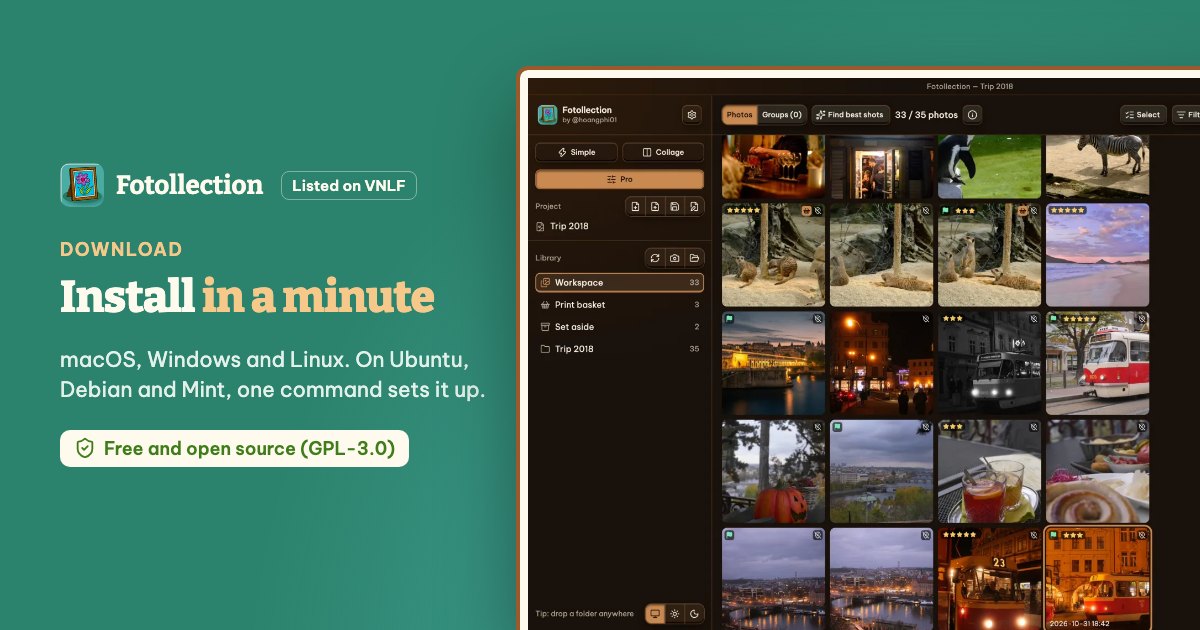 Fotollection
Listed on VNLF
DOWNLOAD
Install in a minute
macOS, Windows and Linux. On Ubuntu,
Debian and Mint, one command sets it up.
Free and open source (GPL-3.0)
Fotollection — Trip 2018
Fotollection
by @hoangphi01
Simple
Collage
Pro
Project
Trip 2018
Library
Workspace 33
Print basket 3
Set aside 2
Trip 2018 35
Tip: drop a folder anywhere
Photos
Groups (0)
Find best shots
33 / 35 photos
Select
Filt
23
2026-10-31 18:42